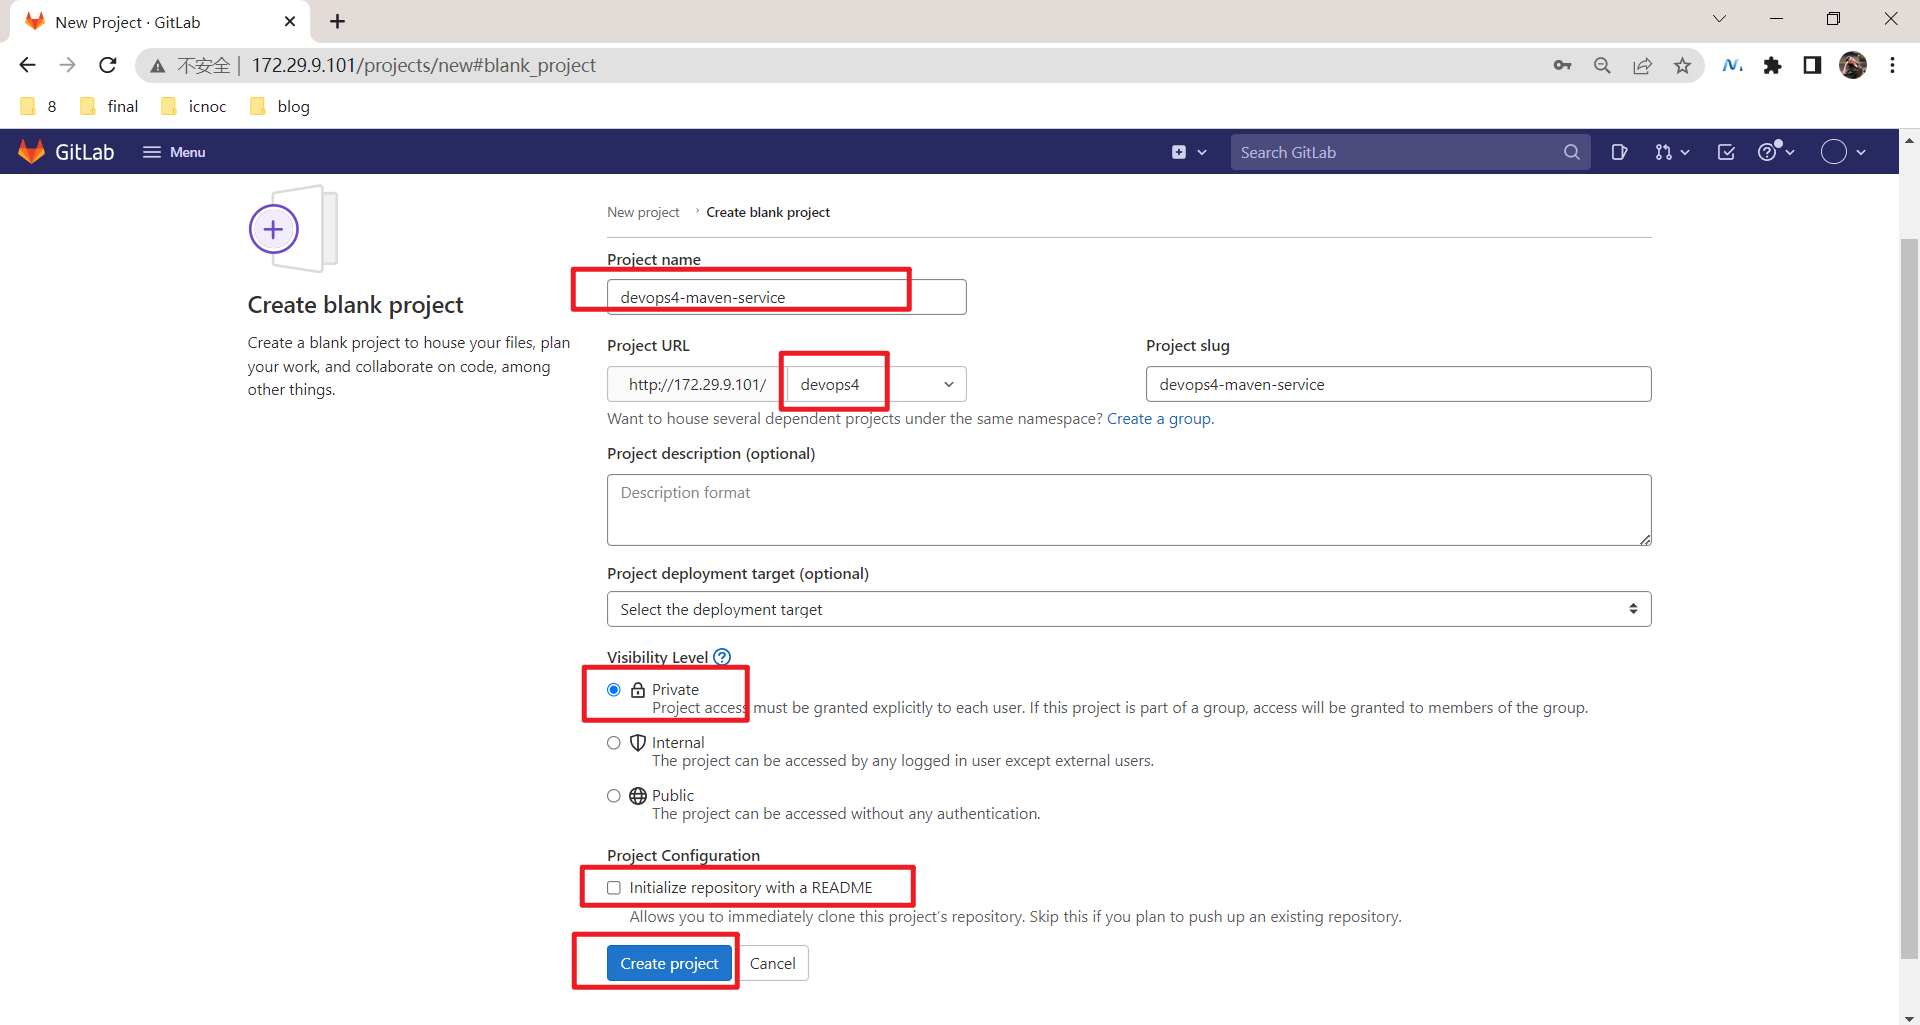 New Project · GitLab
不安全 | 172.29.9.101/projects/new#blank_project
8 final icnoc blog
GitLab Menu Search GitLab
New project › Create blank project
Create blank project
Create a blank project to house your files, plan
your work, and collaborate on code, among
other things.
Project name
devops4-maven-service
Project URL
http://172.29.9.101/ devops4
Project slug
devops4-maven-service
Want to house several dependent projects under the same namespace? Create a group.
Project description (optional)
Description format
Project deployment target (optional)
Select the deployment target
Visibility Level
Private
Project access must be granted explicitly to each user. If this project is part of a group, access will be granted to members of the group.
Internal
The project can be accessed by any logged in user except external users.
Public
The project can be accessed without any authentication.
Project Configuration
Initialize repository with a README
Allows you to immediately clone this project's repository. Skip this if you plan to push up an existing repository.
Create project Cancel